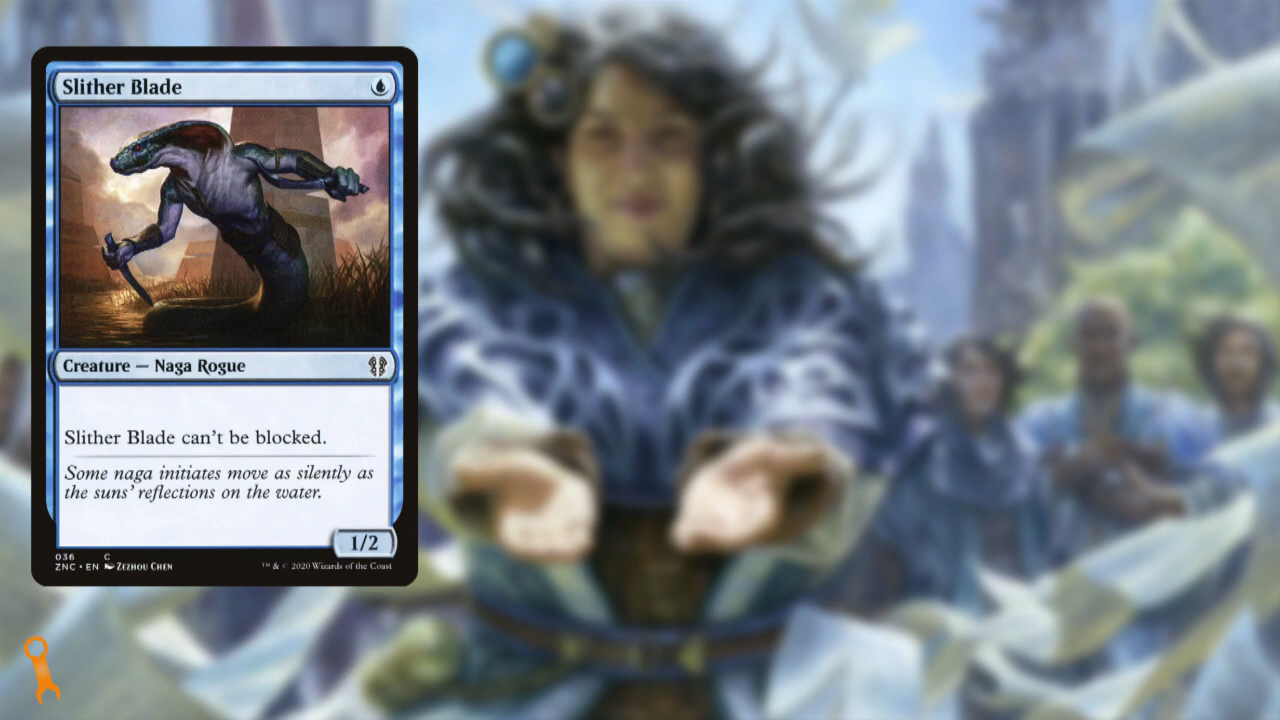 Slither Blade
Creature — Naga Rogue
Slither Blade can't be blocked.
Some naga initiates move as silently as
the suns' reflections on the water.
1/2
036 C
ZNC • EN Zezhou Chen ™ & © 2020 Wizards of the Coast